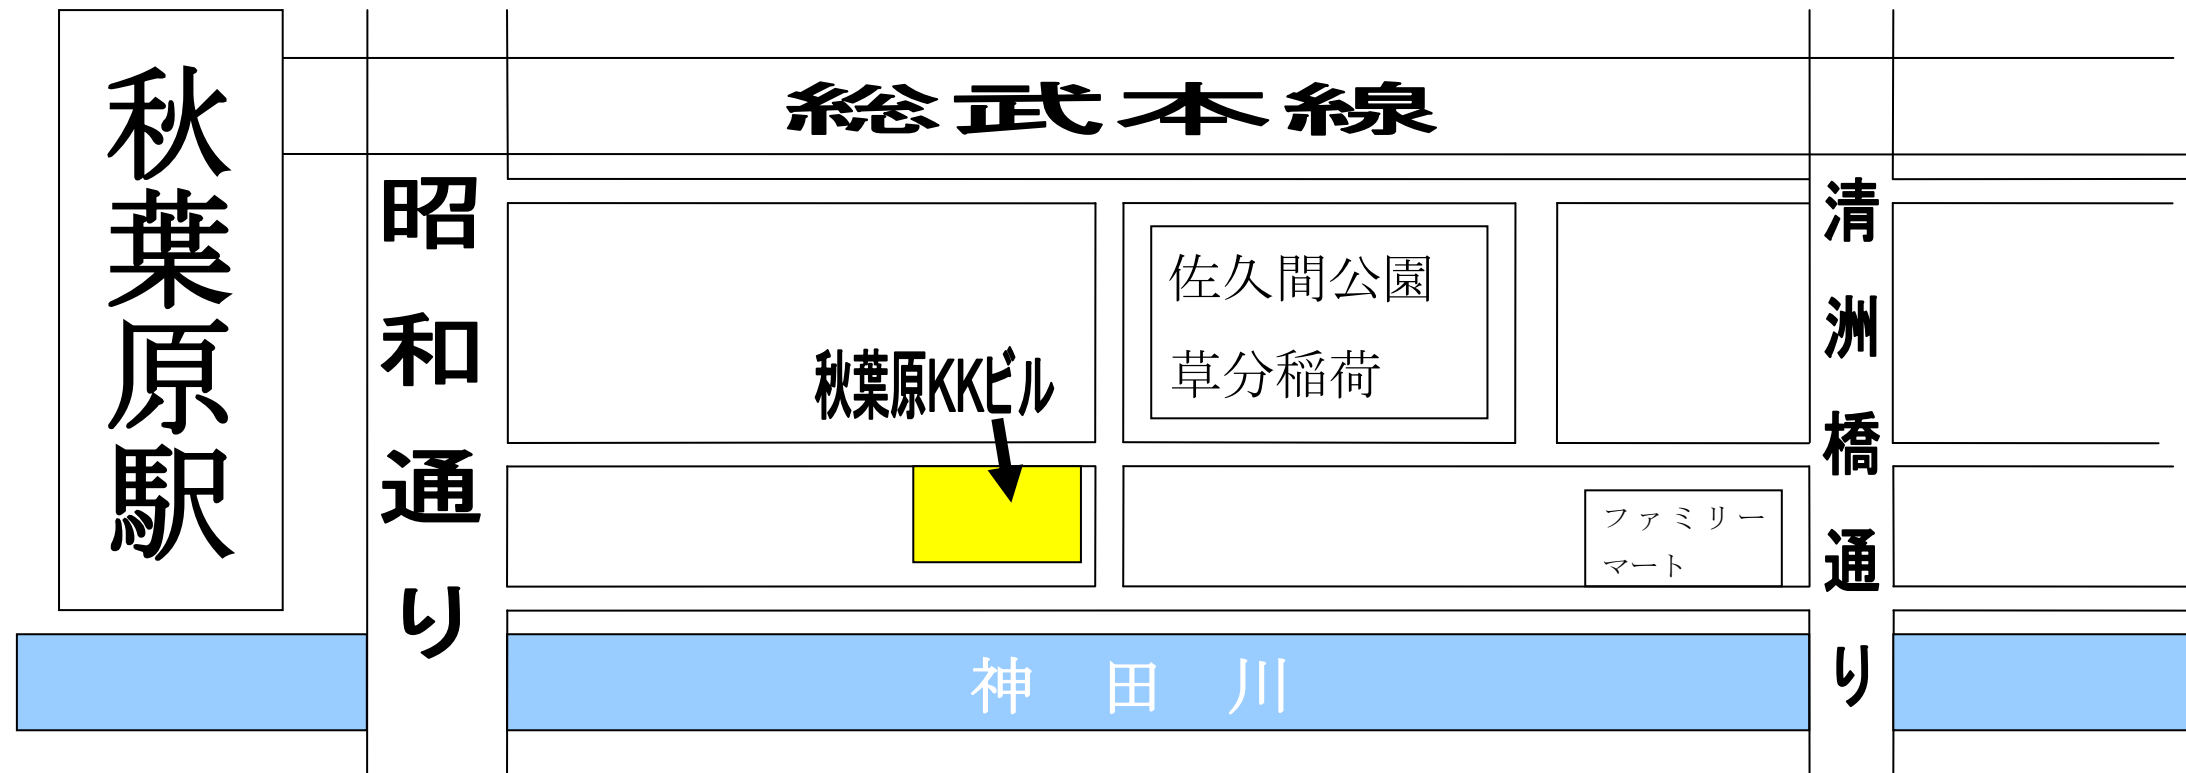 秋葉原駅
総武本線
昭和通り
清洲橋通り
佐久間公園
草分稲荷
秋葉原KKビル
ファミリー
マート
神田川